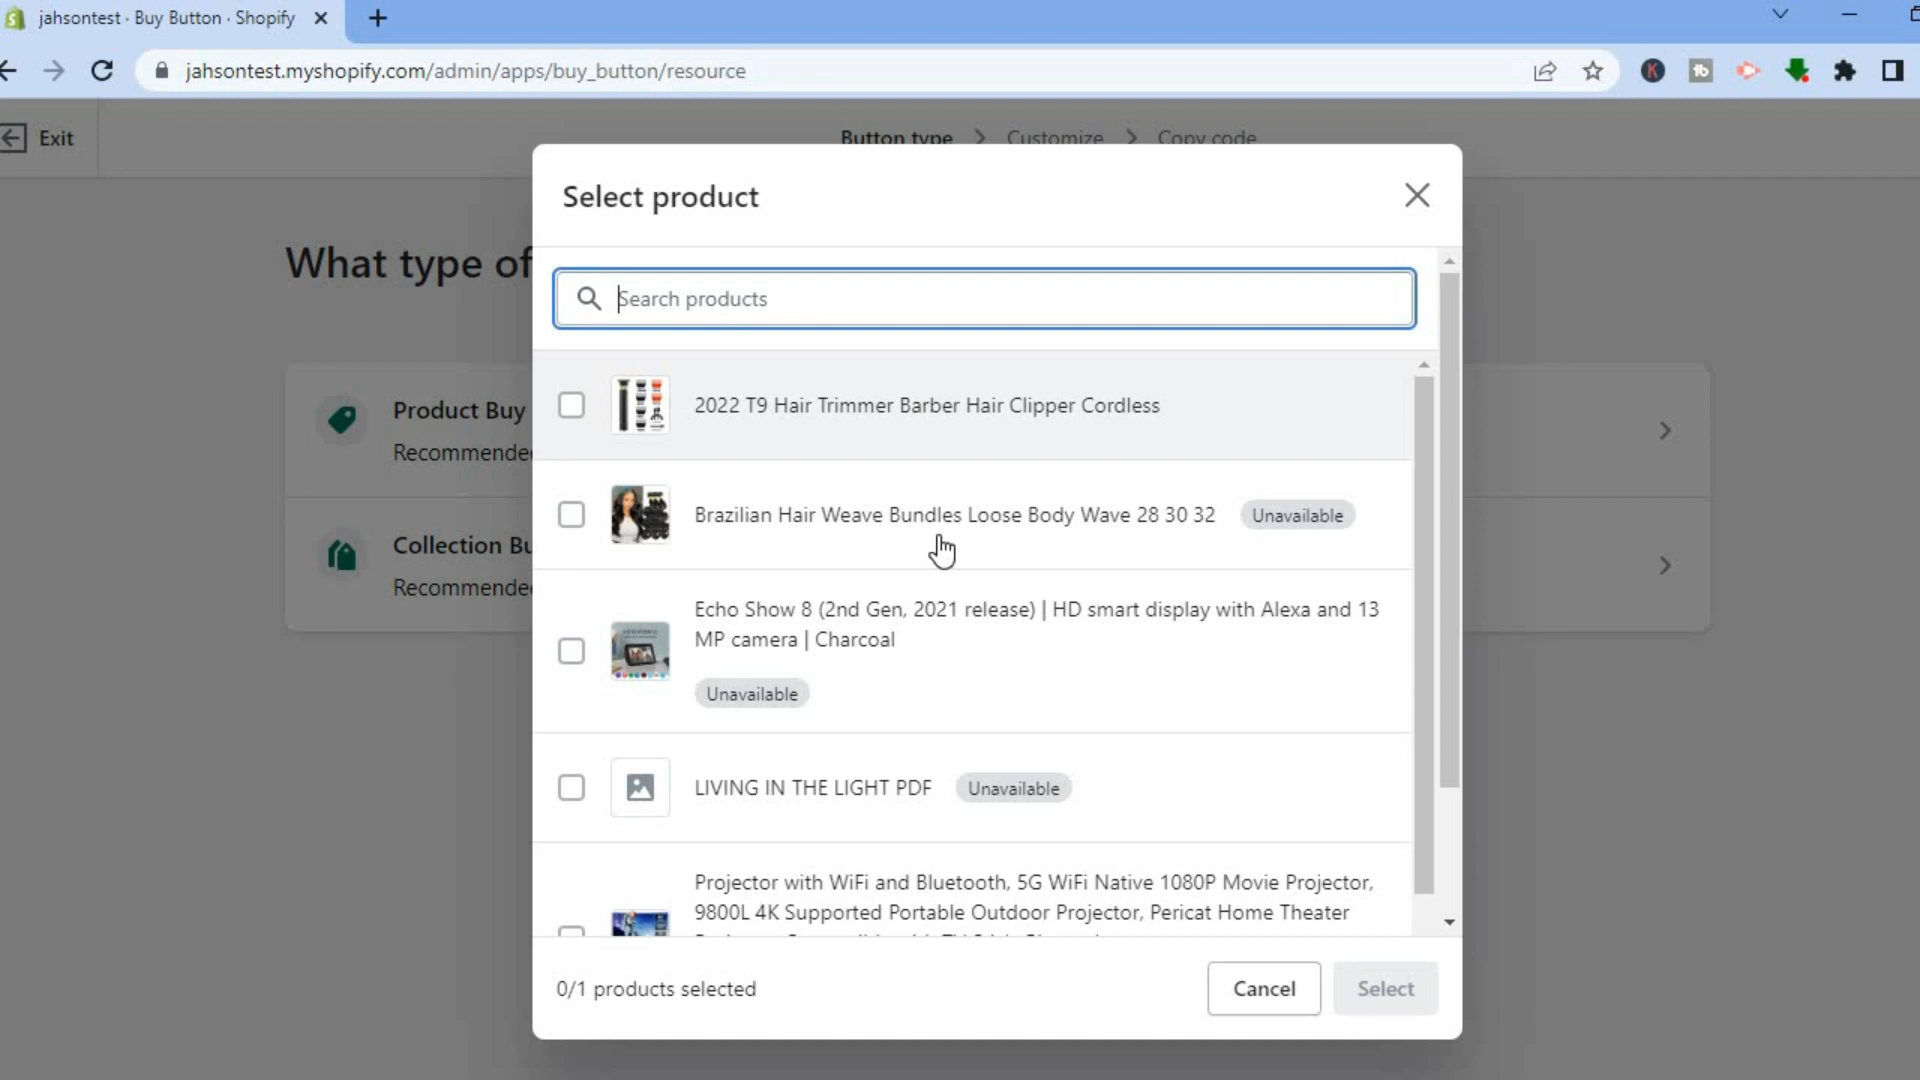 jahsontest · Buy Button · Shopify
jahsontest.myshopify.com/admin/apps/buy_button/resource
Exit
Button type
Customize
Copy code
Select product
What type of
Search products
2022 T9 Hair Trimmer Barber Hair Clipper Cordless
Product Buy
Recommended
Brazilian Hair Weave Bundles Loose Body Wave 28 30 32
Unavailable
Collection Bu
Recommended
Echo Show 8 (2nd Gen, 2021 release) | HD smart display with Alexa and 13
MP camera | Charcoal
Unavailable
LIVING IN THE LIGHT PDF
Unavailable
Projector with WiFi and Bluetooth, 5G WiFi Native 1080P Movie Projector,
9800L 4K Supported Portable Outdoor Projector, Pericat Home Theater
0/1 products selected
Cancel
Select